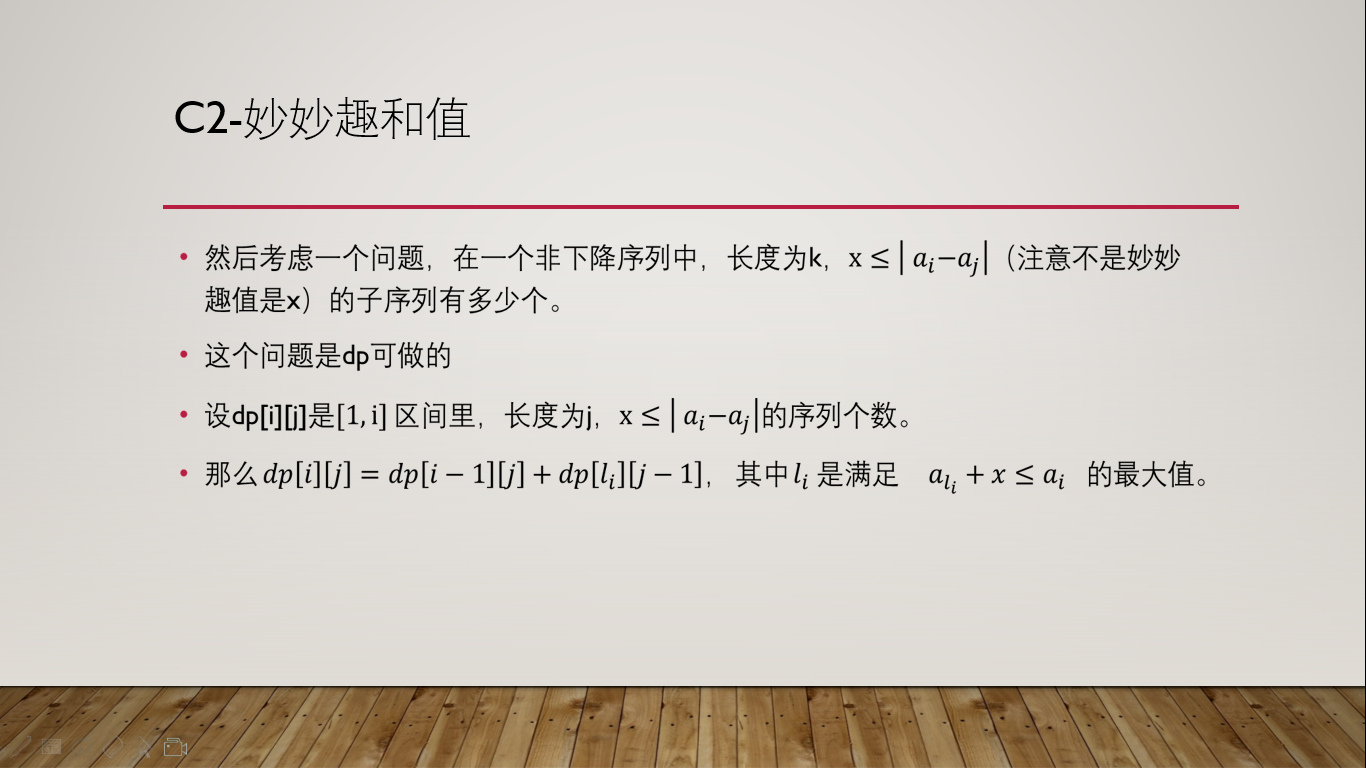 C2-妙妙趣和值
• 然后考虑一个问题，在一个非下降序列中，长度为k，x ≤ |a_i−a_j|（注意不是妙妙
趣值是x）的子序列有多少个。
• 这个问题是dp可做的
• 设dp[i][j]是[1, i] 区间里，长度为j，x ≤ |a_i−a_j|的序列个数。
• 那么 dp[i][j] = dp[i − 1][j] + dp[l_i][j − 1]， 其中 l_i 是满足 a_{l_i} + x ≤ a_i 的最大值。